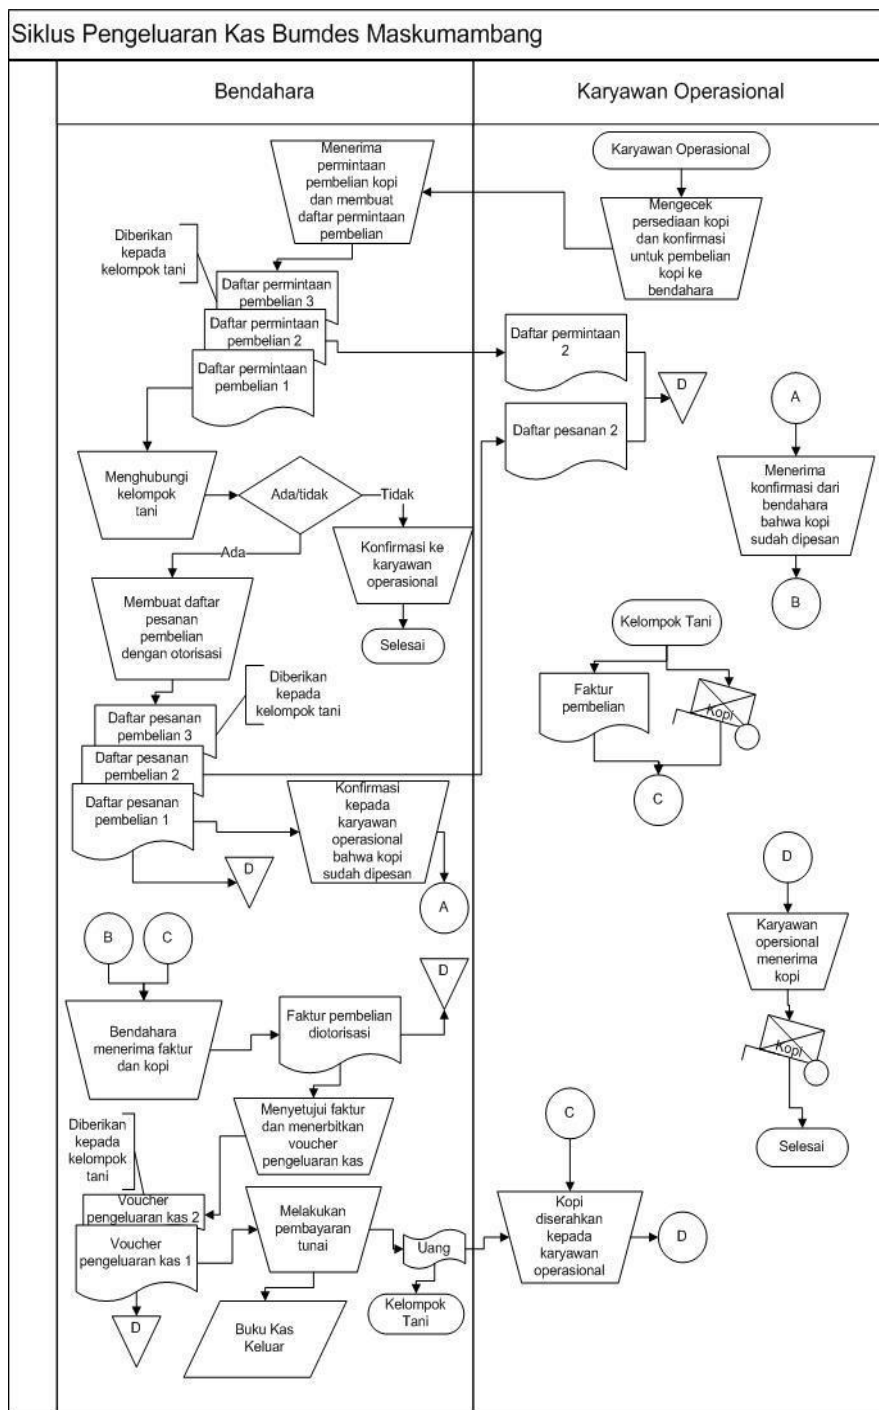 Siklus Pengeluaran Kas Bumdes Maskumambang
Bendahara
Karyawan Operasional
Menerima
permintaan
pembelian kopi
dan membuat
daftar permintaan
pembelian
Karyawan Operasional
Mengecek
persediaan kopi
dan konfirmasi
untuk pembelian
kopi ke
bendahara
Diberikan
kepada
kelompok tani
Daftar permintaan
pembelian 3
Daftar permintaan
pembelian 2
Daftar permintaan
pembelian 1
Daftar permintaan
2
D
Daftar pesanan 2
A
Menerima
konfirmasi dari
bendahara
bahwa kopi
sudah dipesan
B
Menghubungi
kelompok
tani
Ada/tidak
Tidak
Ada
Konfirmasi ke
karyawan
operasional
Selesai
Membuat daftar
pesanan
pembelian
dengan otorisasi
Kelompok Tani
Faktur
pembelian
Kopi
C
Diberikan
kepada
kelompok tani
Daftar pesanan
pembelian 3
Daftar pesanan
pembelian 2
Daftar pesanan
pembelian 1
D
Konfirmasi
kepada
karyawan
operasional
bahwa kopi
sudah dipesan
A
D
Karyawan
opersional
menerima
kopi
Kopi
Selesai
B
C
Bendahara
menerima faktur
dan kopi
Faktur pembelian
diotorisasi
D
Menyetujui faktur
dan menerbitkan
voucher
pengeluaran kas
Diberikan
kepada
kelompok
tani
Voucher
pengeluaran kas 2
Voucher
pengeluaran kas 1
D
Melakukan
pembayaran
tunai
Uang
Kelompok
Tani
Buku Kas
Keluar
C
Kopi
diserahkan
kepada
karyawan
operasional
D